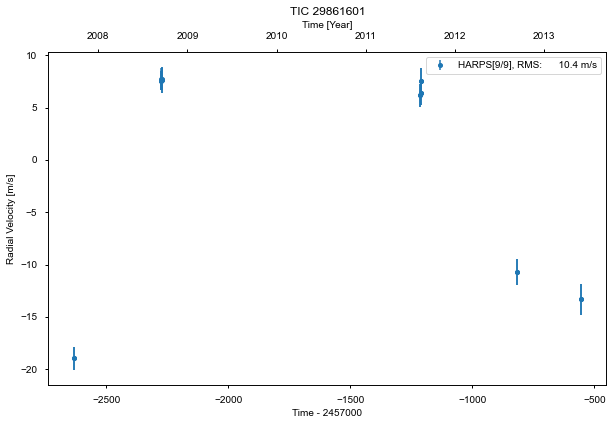 TIC 29861601
Time [Year]
2008 2009 2010 2011 2012 2013
HARPS[9/9], RMS: 10.4 m/s
10
5
0
−5
−10
−15
−20
Radial Velocity [m/s]
−2500 −2000 −1500 −1000 −500
Time - 2457000